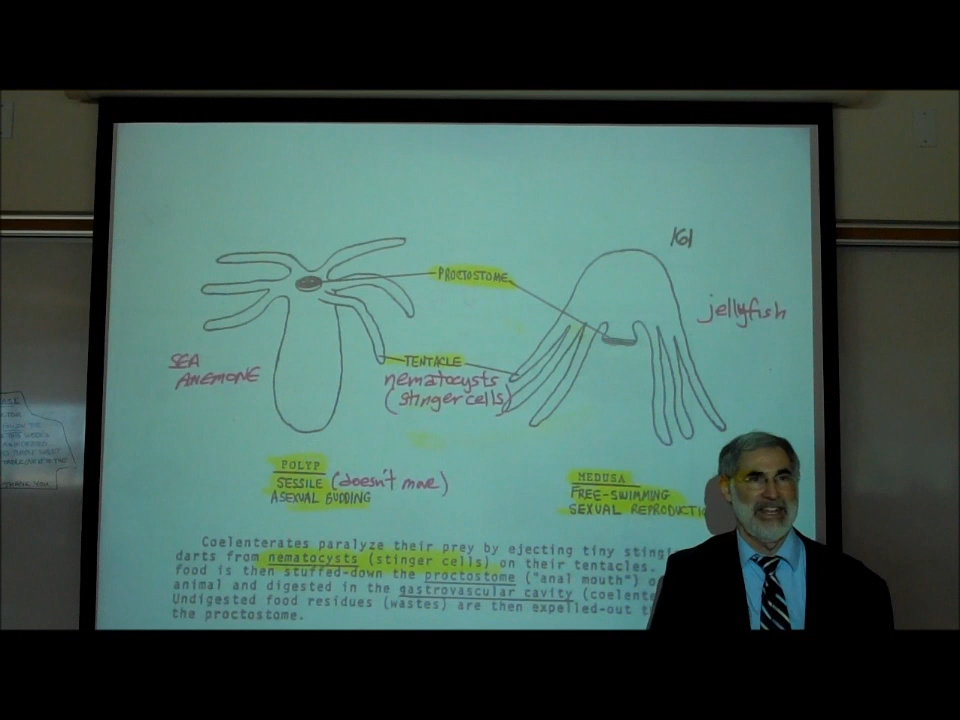 161
PROCTOSTOME
jellyfish
SEA
ANEMONE
TENTACLE
nematocysts
(stinger cells)
POLYP
SESSILE (doesn't move)
ASEXUAL BUDDING
MEDUSA
FREE-SWIMMING
SEXUAL REPRODUCTIO
Coelenterates paralyze their prey by ejecting tiny stingi
darts from nematocysts (stinger cells) on their tentacles.
food is then stuffed-down the proctostome ("anal mouth") o
animal and digested in the gastrovascular cavity (coelente
Undigested food residues (wastes) are then expelled-out t
the proctostome.
THANK YOU